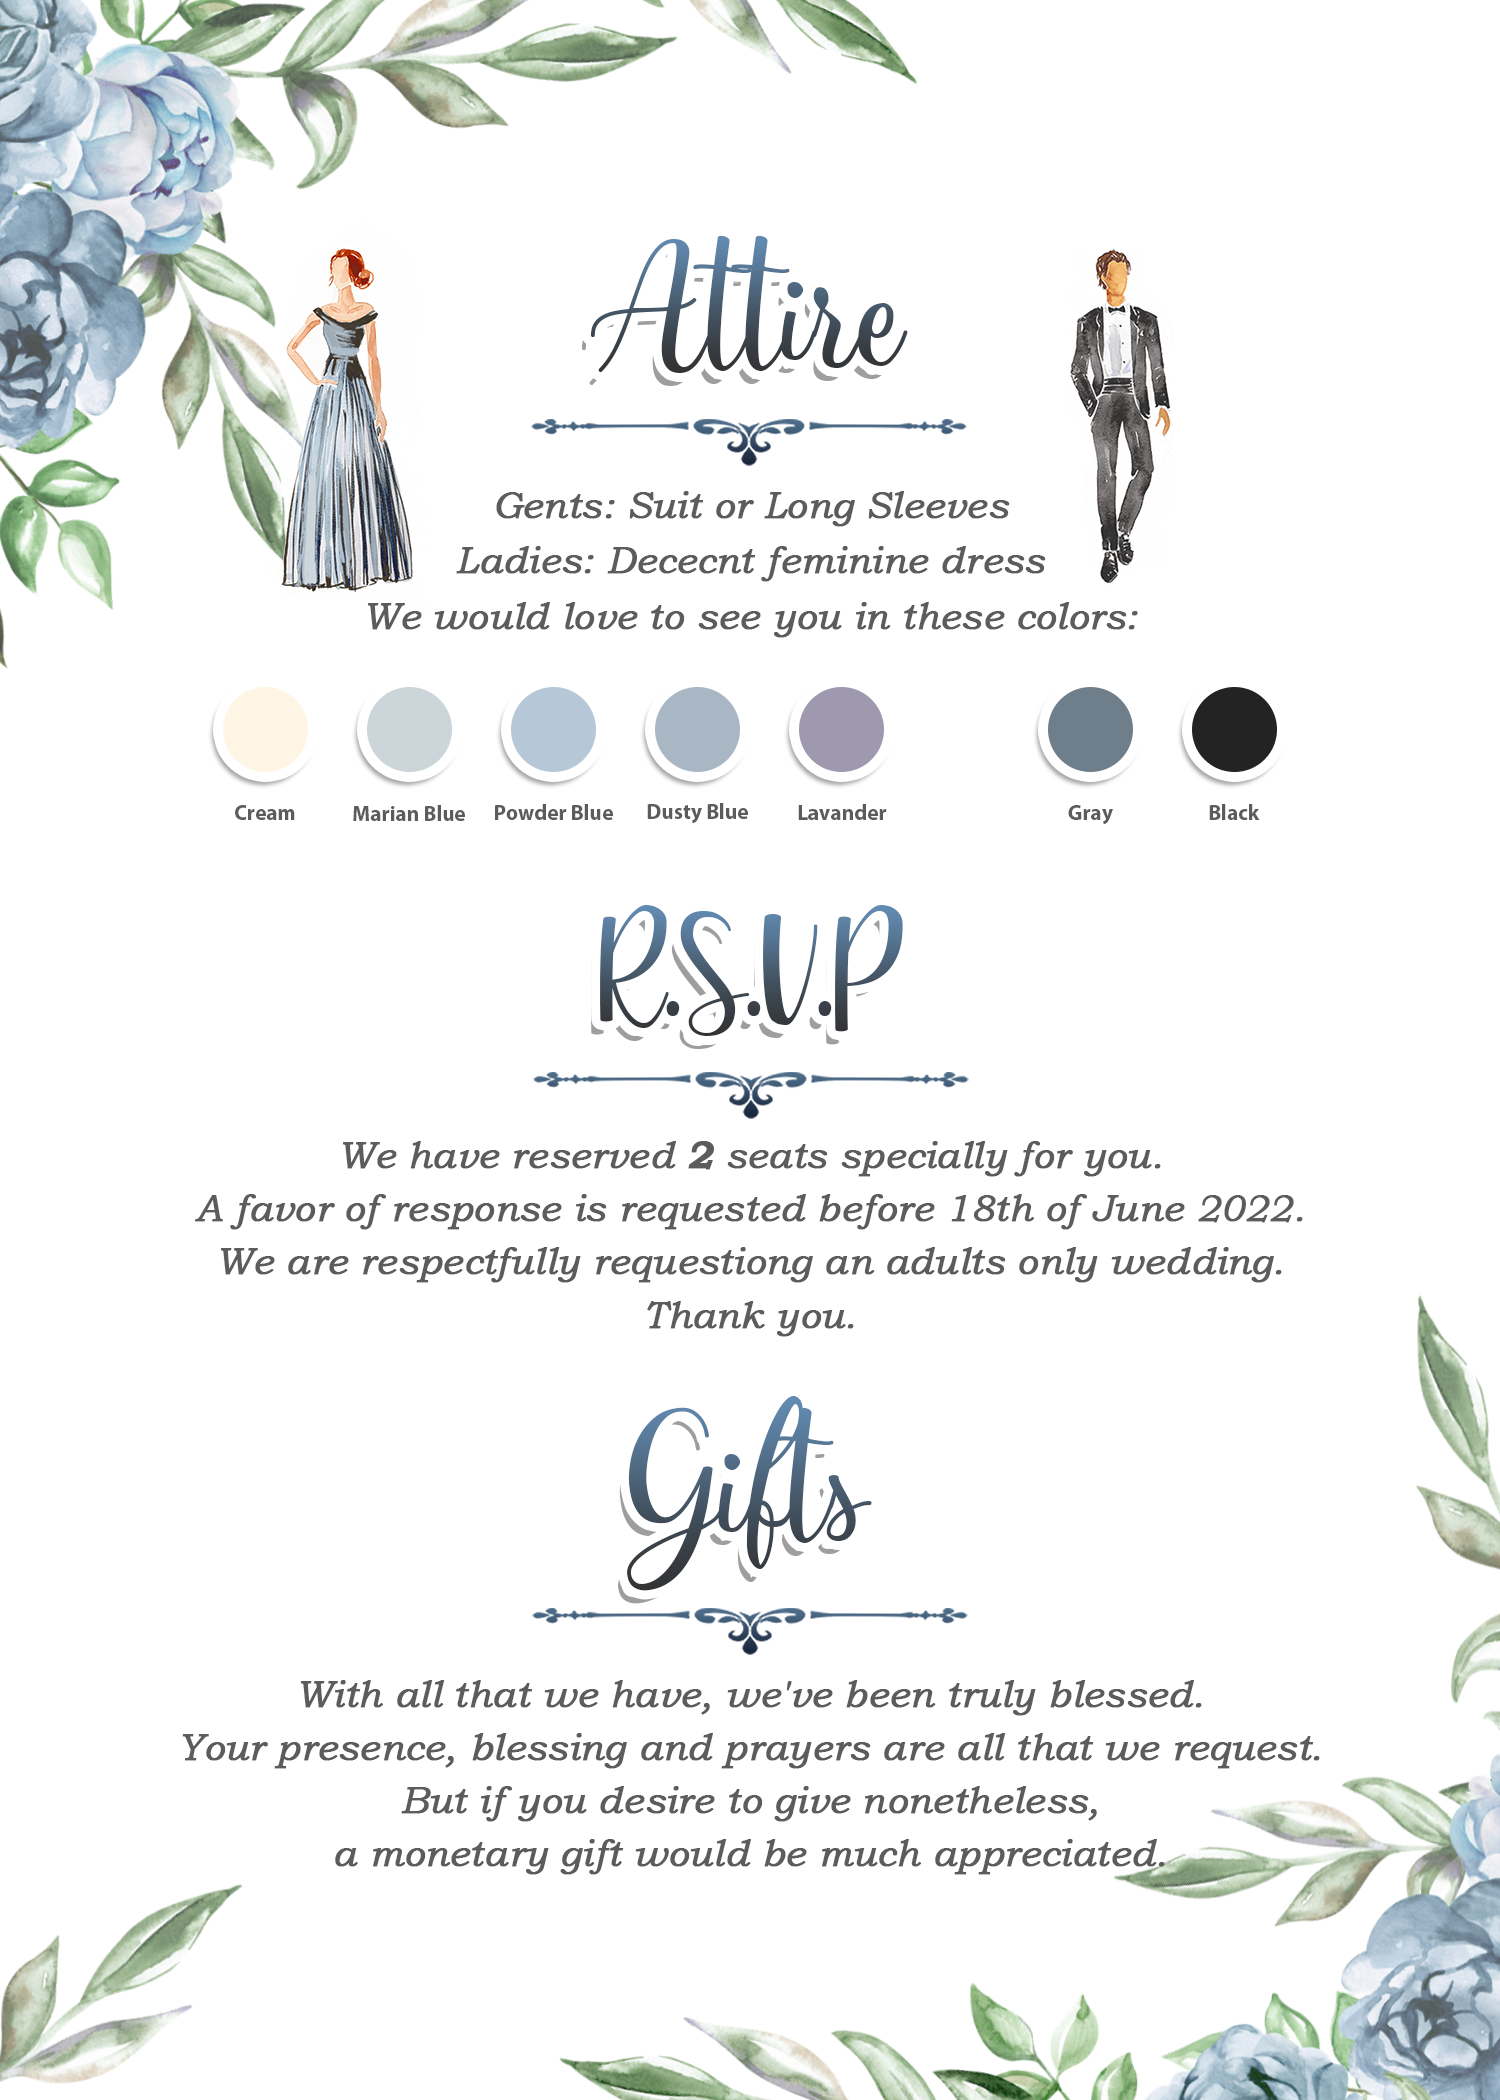 Attire
Gents: Suit or Long Sleeves
Ladies: Dececnt feminine dress
We would love to see you in these colors:
Cream Marian Blue Powder Blue Dusty Blue Lavander Gray Black
R.S.V.P
We have reserved 2 seats specially for you.
A favor of response is requested before 18th of June 2022.
We are respectfully requestiong an adults only wedding.
Thank you.
Gifts
With all that we have, we've been truly blessed.
Your presence, blessing and prayers are all that we request.
But if you desire to give nonetheless,
a monetary gift would be much appreciated.